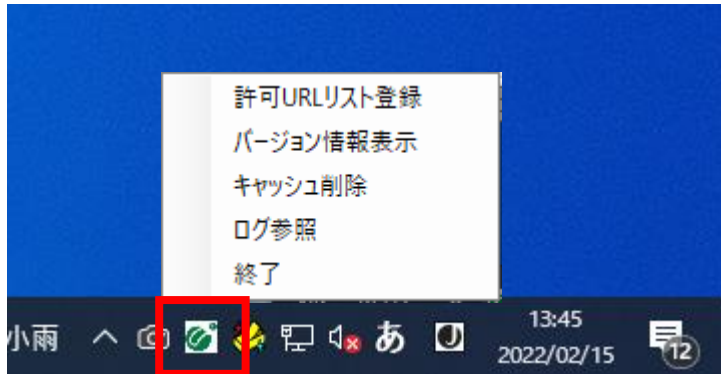 許可URLリスト登録
バージョン情報表示
キャッシュ削除
ログ参照
終了
小雨
あ
J
13:45
2022/02/15
12